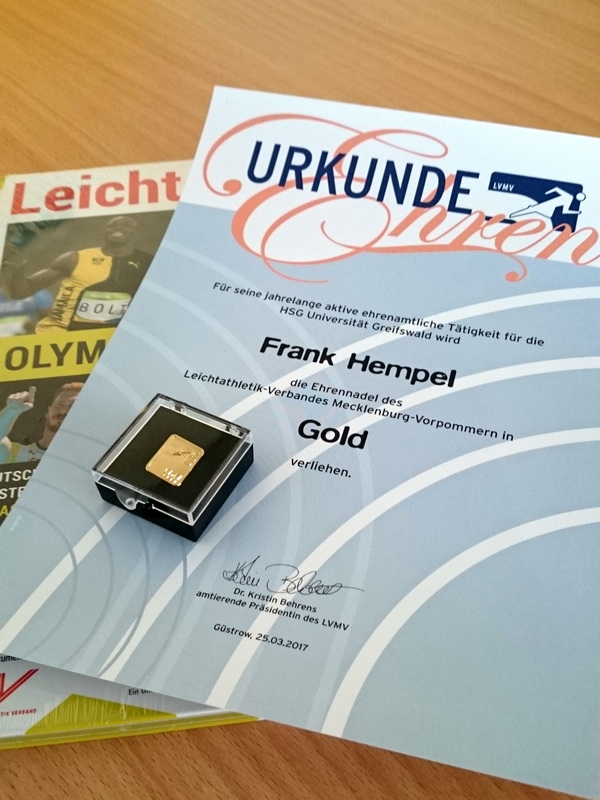 URKUNDE
LVMV
Ehren
Für seine jahrelange aktive ehrenamtliche Tätigkeit für die
HSG Universität Greifswald wird
Frank Hempel
die Ehrennadel des
Leichtathletik-Verbandes Mecklenburg-Vorpommern in
Gold
verliehen.
Dr. Kristin Behrens
amtierende Präsidentin des LVMV
Güstrow, 25.03.2017
Leicht
JAMAICA
BOLT
OLYM